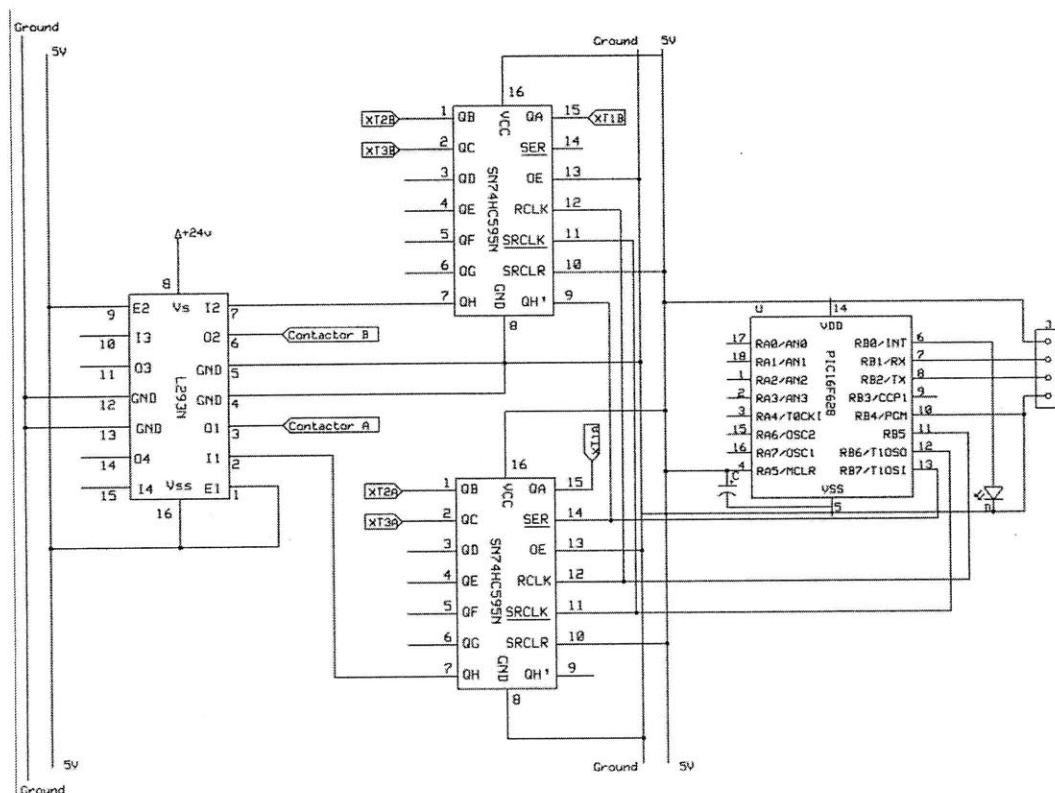 Ground
5V
Ground
5V
16
XT2B
1
QB
VCC
QA
15
XT1B
XT3B
2
QC
SER
14
3
QD
OE
13
4
QE
RCLK
12
5
QF
SRCLK
11
6
QG
SRCLR
10
7
QH
GND
QH'
9
SN74HC595N
8
+24v
8
9
E2
Vs
I2
7
10
I3
O2
6
Contactor B
11
O3
GND
5
12
GND
GND
4
13
GND
O1
3
Contactor A
14
O4
I1
2
15
I4
Vss
E1
1
L293N
16
XT1A
16
XT2A
1
QB
VCC
QA
15
XT3A
2
QC
SER
14
3
QD
OE
13
4
QE
RCLK
12
5
QF
SRCLK
11
6
QG
SRCLR
10
7
QH
GND
QH'
9
SN74HC595N
8
U
14
VDD
J
17
RA0/AN0
RB0/INT
6
18
RA1/AN1
RB1/RX
7
1
RA2/AN2
RB2/TX
8
2
RA3/AN3
RB3/CCP1
9
3
RA4/T0CKI
RB4/PGM
10
15
RA6/OSC2
RB5
11
16
RA7/OSC1
RB6/T1OSO
12
4
RA5/MCLR
RB7/T1OSI
13
PIC16F628
VSS
5
C
+
D
5V
Ground
Ground
5V